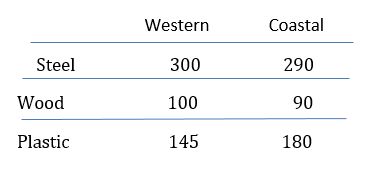 Western Coastal
Steel 300 290
Wood 100 90
Plastic 145 180